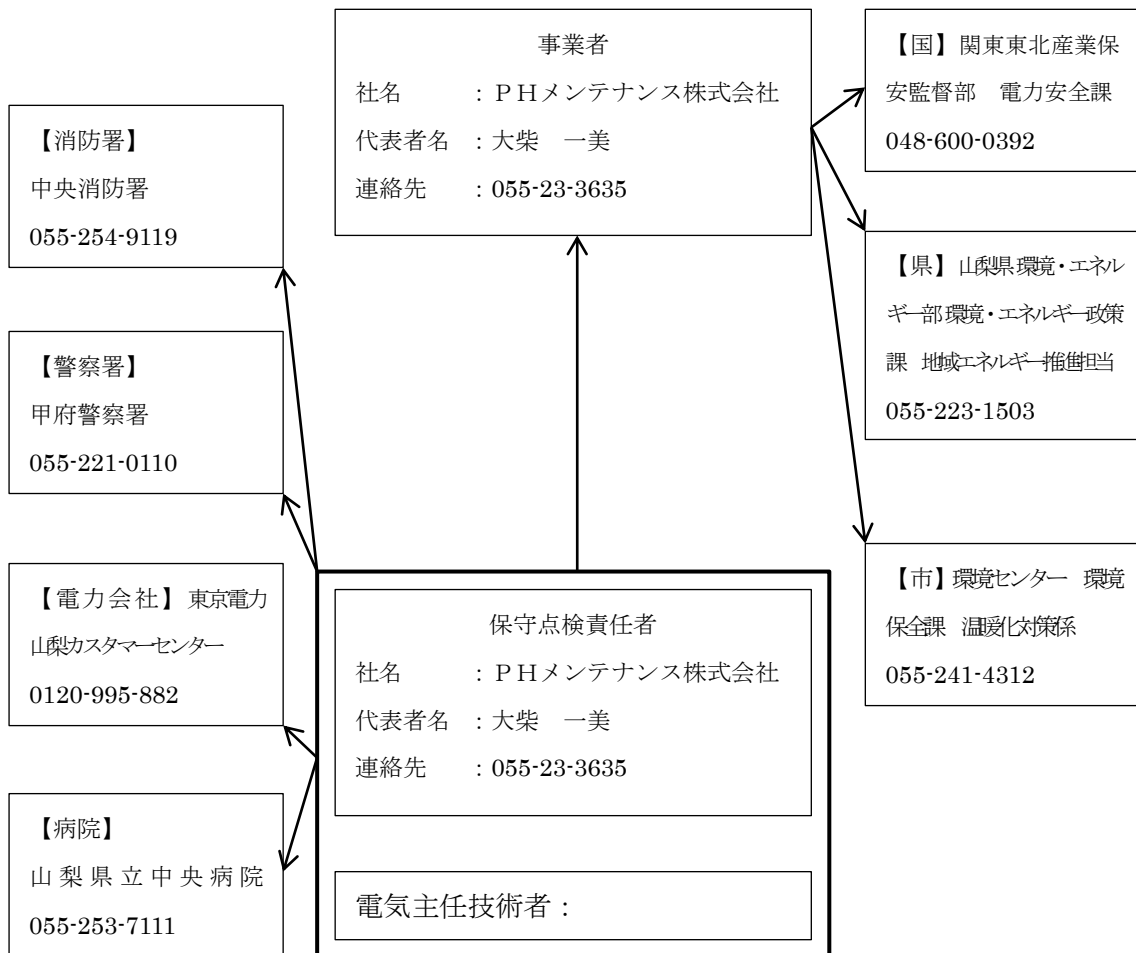 事業者
社名　：ＰＨメンテナンス株式会社
代表者名　：大柴　一美
連絡先　：055-23-3635
【国】関東東北産業保
安監督部　電力安全課
048-600-0392
【消防署】
中央消防署
055-254-9119
【県】山梨県環境・エネル
ギー部環境・エネルギー政策
課　地域エネルギー推進担当
055-223-1503
【警察署】
甲府警察署
055-221-0110
【市】環境センター　環境
保全課　温暖化対策係
055-241-4312
【電力会社】東京電力
山梨カスタマーセンター
0120-995-882
保守点検責任者
社名　：ＰＨメンテナンス株式会社
代表者名　：大柴　一美
連絡先　：055-23-3635
【病院】
山梨県立中央病院
055-253-7111
電気主任技術者：